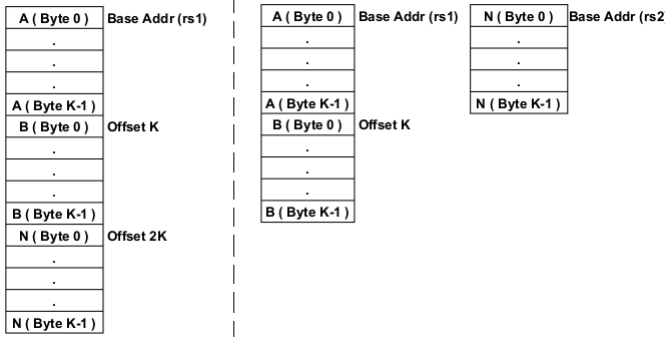 A ( Byte 0 ) Base Addr (rs1)
.
.
.
A ( Byte K-1 )
B ( Byte 0 ) Offset K
.
.
.
B ( Byte K-1 )
N ( Byte 0 ) Offset 2K
.
.
.
N ( Byte K-1 )
A ( Byte 0 ) Base Addr (rs1)
.
.
.
A ( Byte K-1 )
B ( Byte 0 ) Offset K
.
.
.
B ( Byte K-1 )
N ( Byte 0 ) Base Addr (rs2
.
.
.
N ( Byte K-1 )